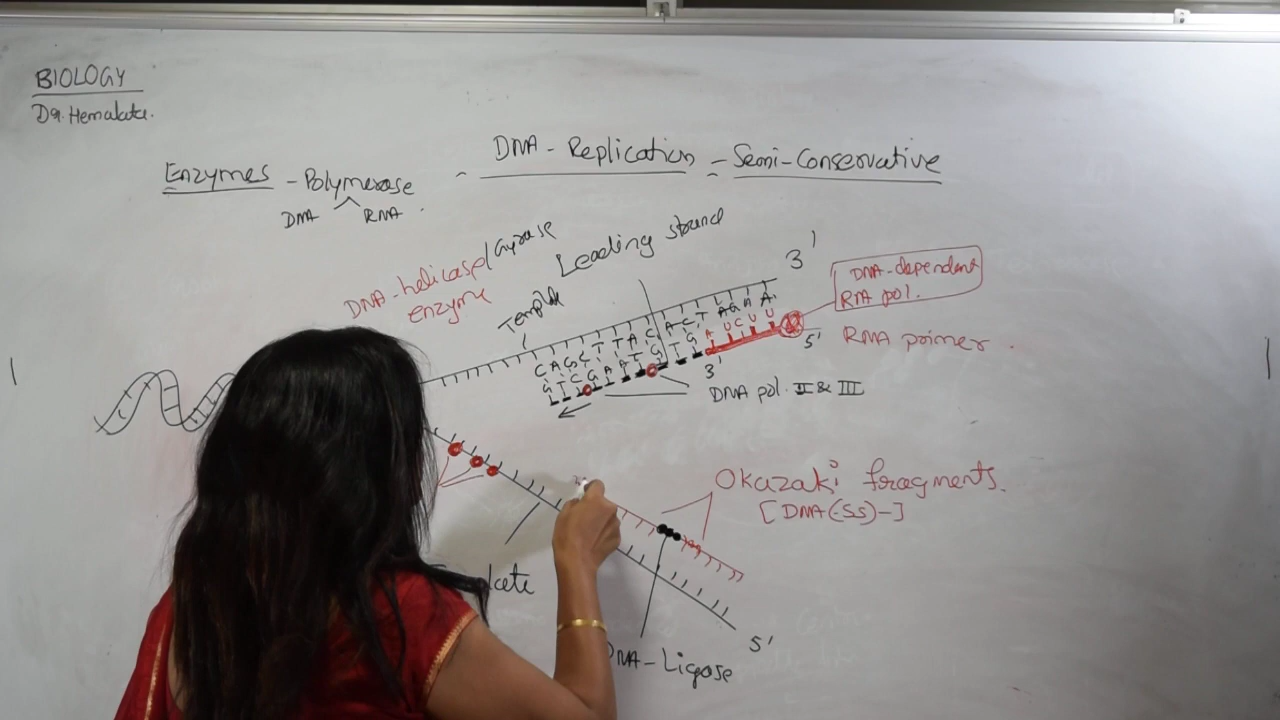 BIOLOGY
Dr. Hemalata.
DNA - Replication - Semi-Conservative
Enzymes - Polymerase
DNA RNA.
DNA-helicase/Gyrase
enzyme
Template
Leading strand
3'
DNA-dependent
RNA pol.
5'
RNA primer.
C A G C T T A C A C T A G A A
G T C G A A T G T G A U C U U
3'
DNA pol. II & III
Okazaki fragments.
[DNA(-SS)-]
5'
DNA-Ligase